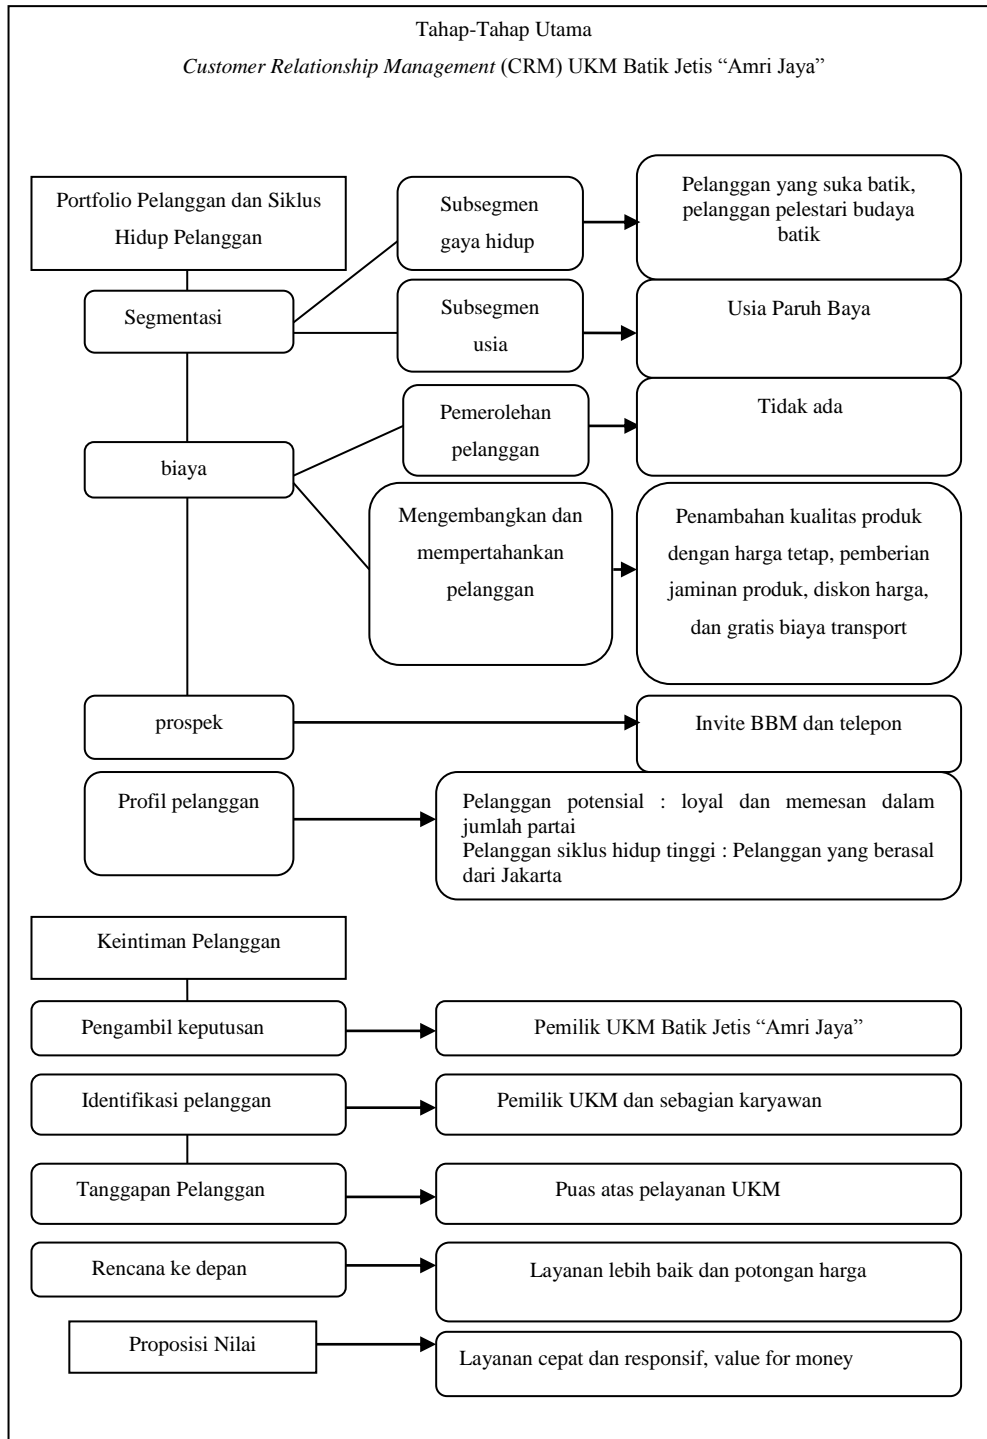 Tahap-Tahap Utama
Customer Relationship Management (CRM) UKM Batik Jetis “Amri Jaya”
Portfolio Pelanggan dan Siklus
Hidup Pelanggan
Subsegmen
gaya hidup
Pelanggan yang suka batik,
pelanggan pelestari budaya
batik
Segmentasi
Subsegmen
usia
Usia Paruh Baya
Pemerolehan
pelanggan
Tidak ada
biaya
Mengembangkan dan
mempertahankan
pelanggan
Penambahan kualitas produk
dengan harga tetap, pemberian
jaminan produk, diskon harga,
dan gratis biaya transport
prospek
Invite BBM dan telepon
Profil pelanggan
Pelanggan potensial : loyal dan memesan dalam
jumlah partai
Pelanggan siklus hidup tinggi : Pelanggan yang berasal
dari Jakarta
Keintiman Pelanggan
Pengambil keputusan
Pemilik UKM Batik Jetis “Amri Jaya”
Identifikasi pelanggan
Pemilik UKM dan sebagian karyawan
Tanggapan Pelanggan
Puas atas pelayanan UKM
Rencana ke depan
Layanan lebih baik dan potongan harga
Proposisi Nilai
Layanan cepat dan responsif, value for money